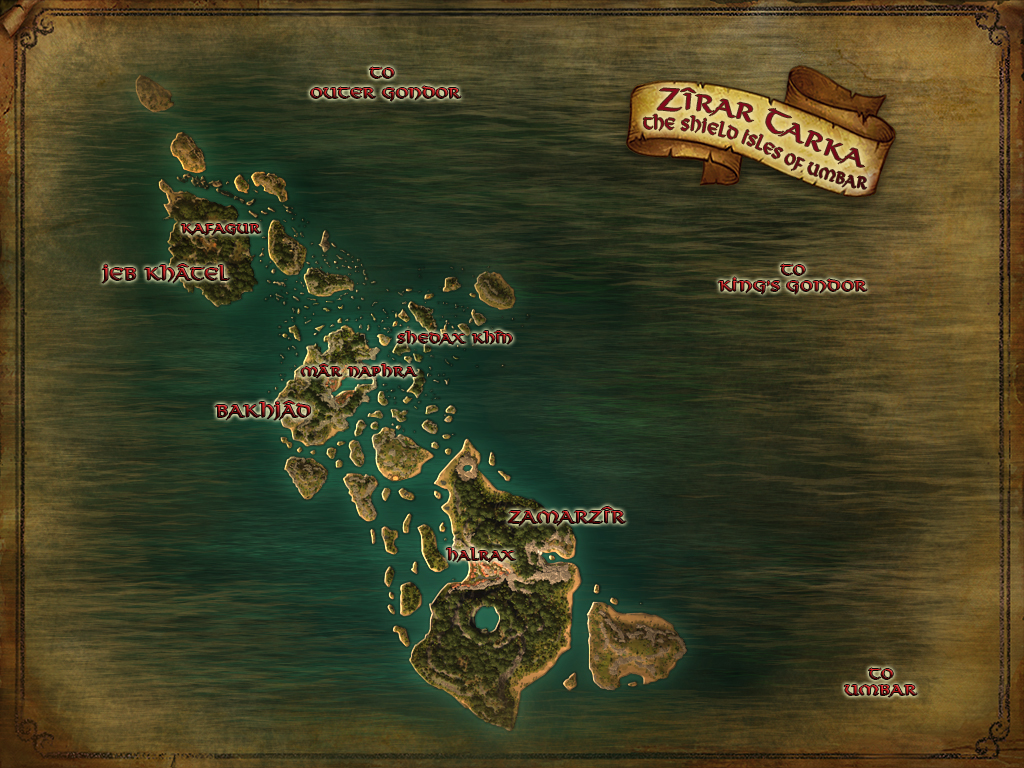 TO
OUTER GONDOR
ZÎRAR TARKA
THE SHIELD ISLES OF UMBAR
KAFAGUR
JEB KHÂTEL
TO
KING'S GONDOR
SHEDAX KHÎN
MÂR NAPHRA
BAKHJÂD
ZAMARZÎR
HALRAX
TO
UMBAR